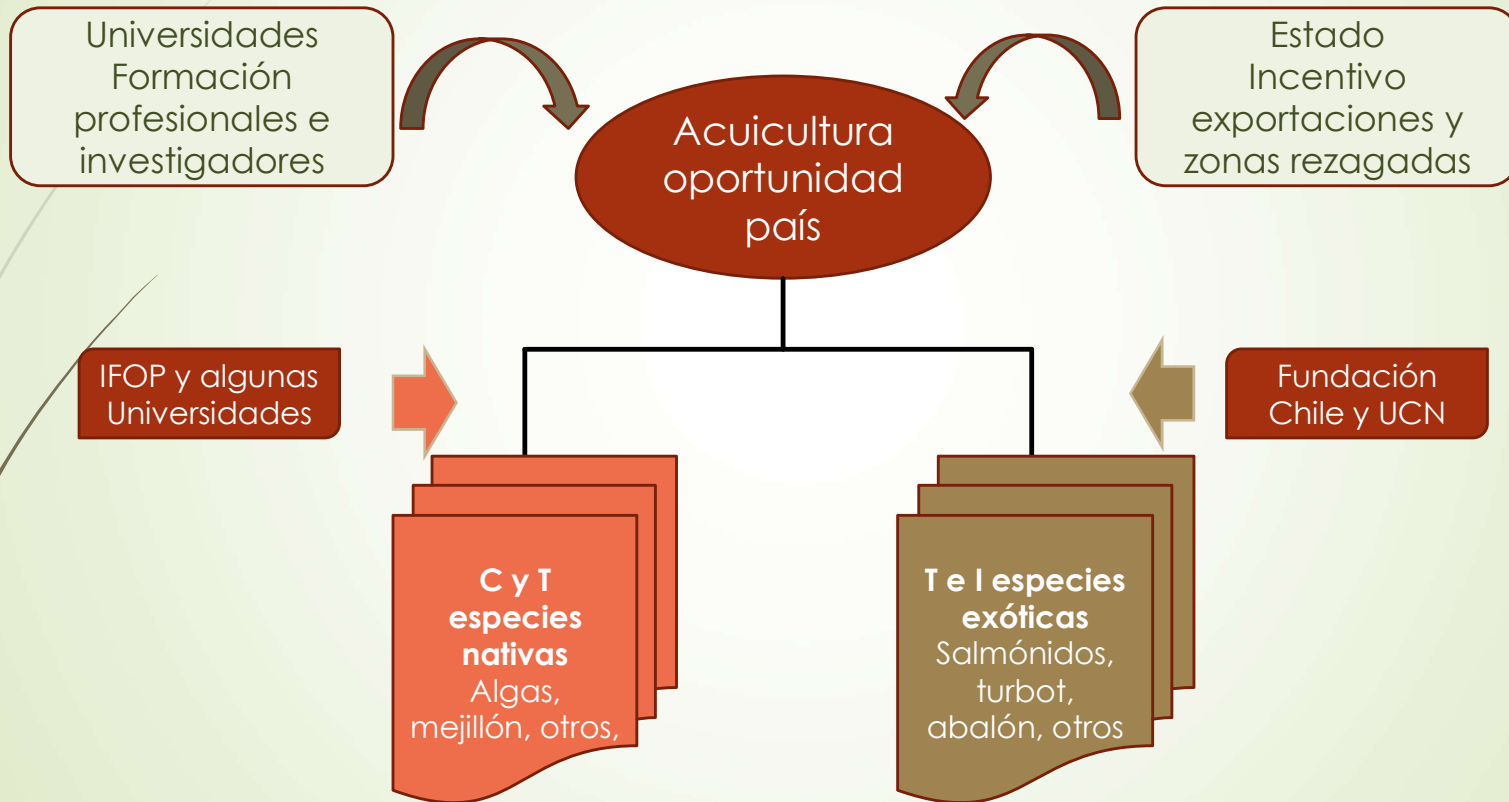 Universidades
Formación
profesionales e
investigadores
Acuicultura
oportunidad
país
Estado
Incentivo
exportaciones y
zonas rezagadas
IFOP y algunas
Universidades
Fundación
Chile y UCN
C y T
especies
nativas
Algas,
mejillón, otros,
T e I especies
exóticas
Salmónidos,
turbot,
abalón, otros